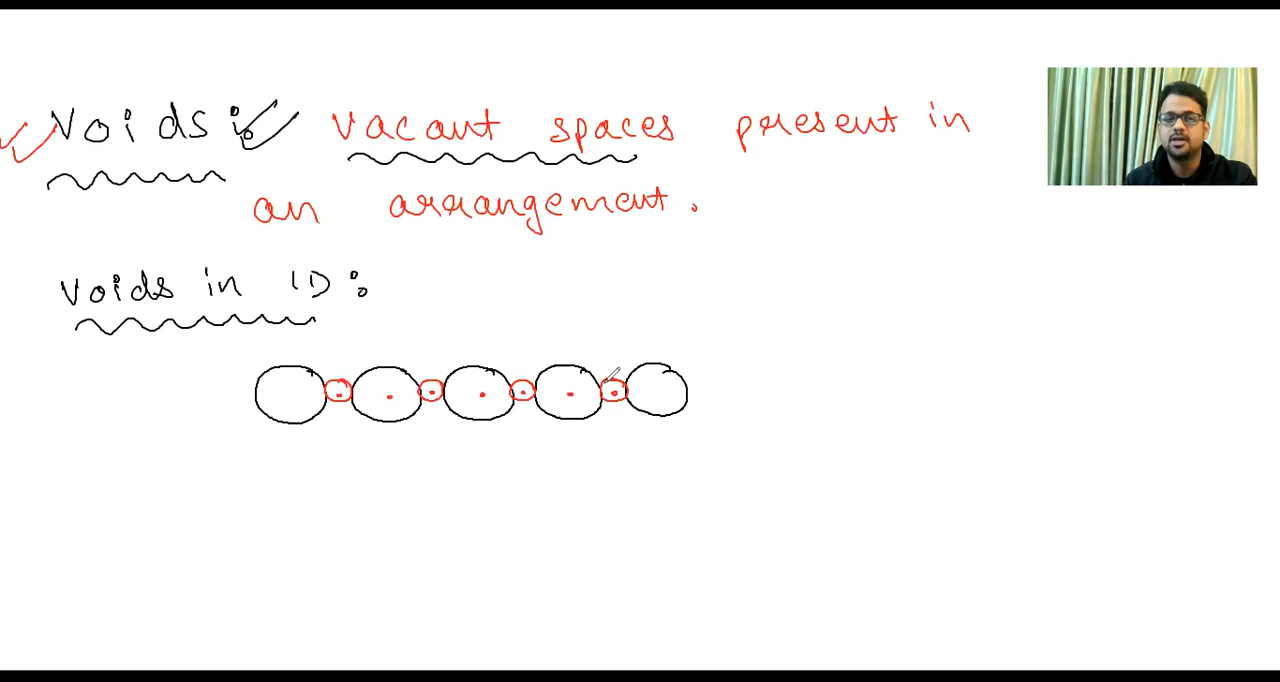 Voids : vacant spaces present in
an arrangement.
Voids in 1D :